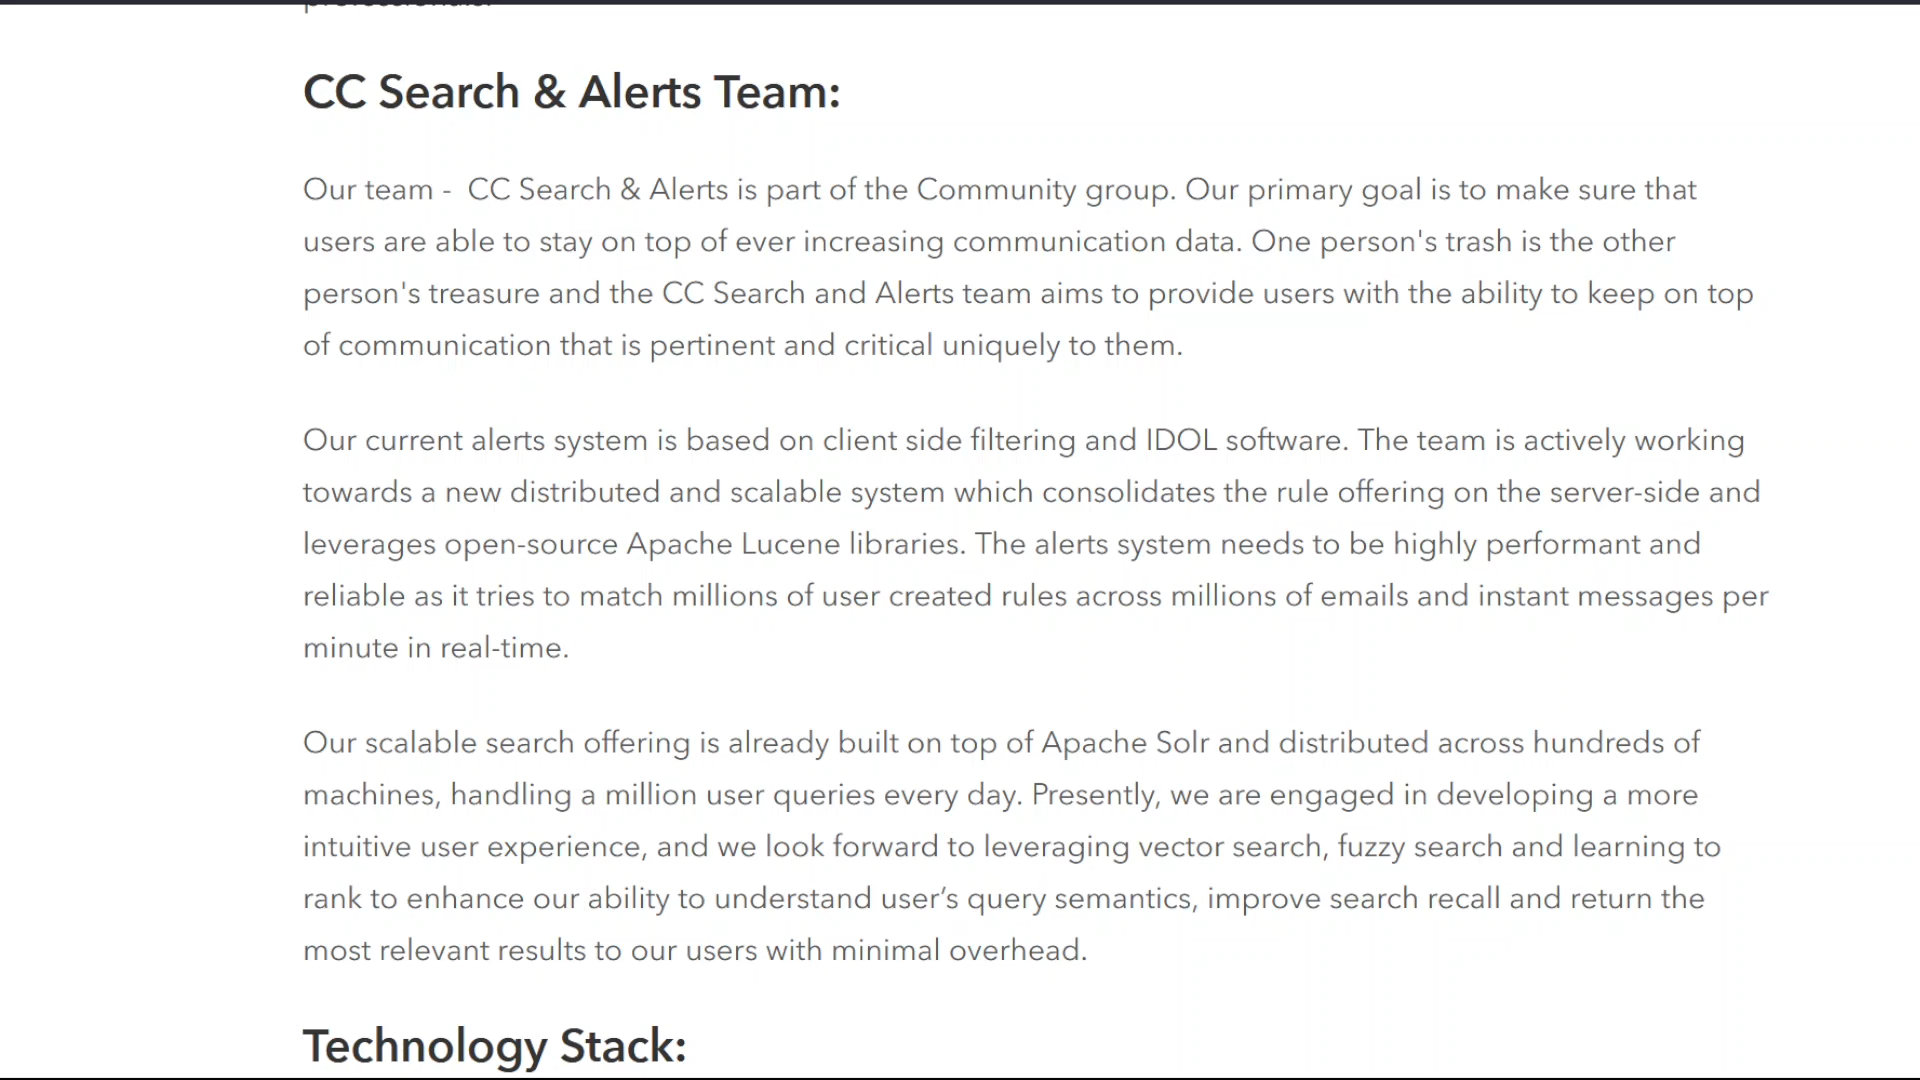 CC Search & Alerts Team:
Our team -  CC Search & Alerts is part of the Community group. Our primary goal is to make sure that
users are able to stay on top of ever increasing communication data. One person's trash is the other
person's treasure and the CC Search and Alerts team aims to provide users with the ability to keep on top
of communication that is pertinent and critical uniquely to them.
Our current alerts system is based on client side filtering and IDOL software. The team is actively working
towards a new distributed and scalable system which consolidates the rule offering on the server-side and
leverages open-source Apache Lucene libraries. The alerts system needs to be highly performant and
reliable as it tries to match millions of user created rules across millions of emails and instant messages per
minute in real-time.
Our scalable search offering is already built on top of Apache Solr and distributed across hundreds of
machines, handling a million user queries every day. Presently, we are engaged in developing a more
intuitive user experience, and we look forward to leveraging vector search, fuzzy search and learning to
rank to enhance our ability to understand user’s query semantics, improve search recall and return the
most relevant results to our users with minimal overhead.
Technology Stack: